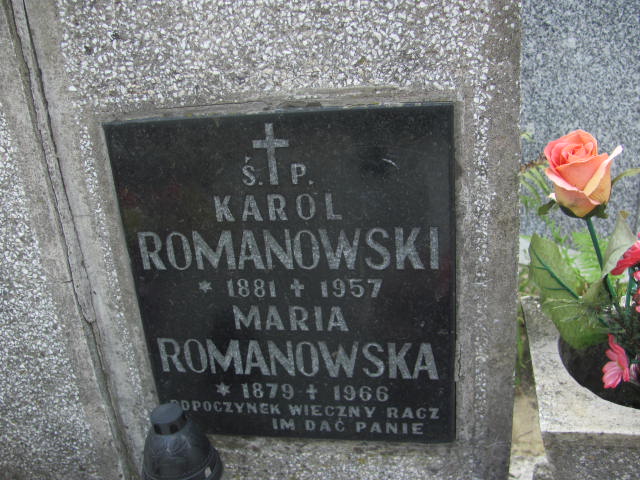 Ś. P.
KAROL
ROMANOWSKI
* 1881 + 1957
MARIA
ROMANOWSKA
* 1879 + 1966
ODPOCZYNEK WIECZNY RACZ
IM DAĆ PANIE